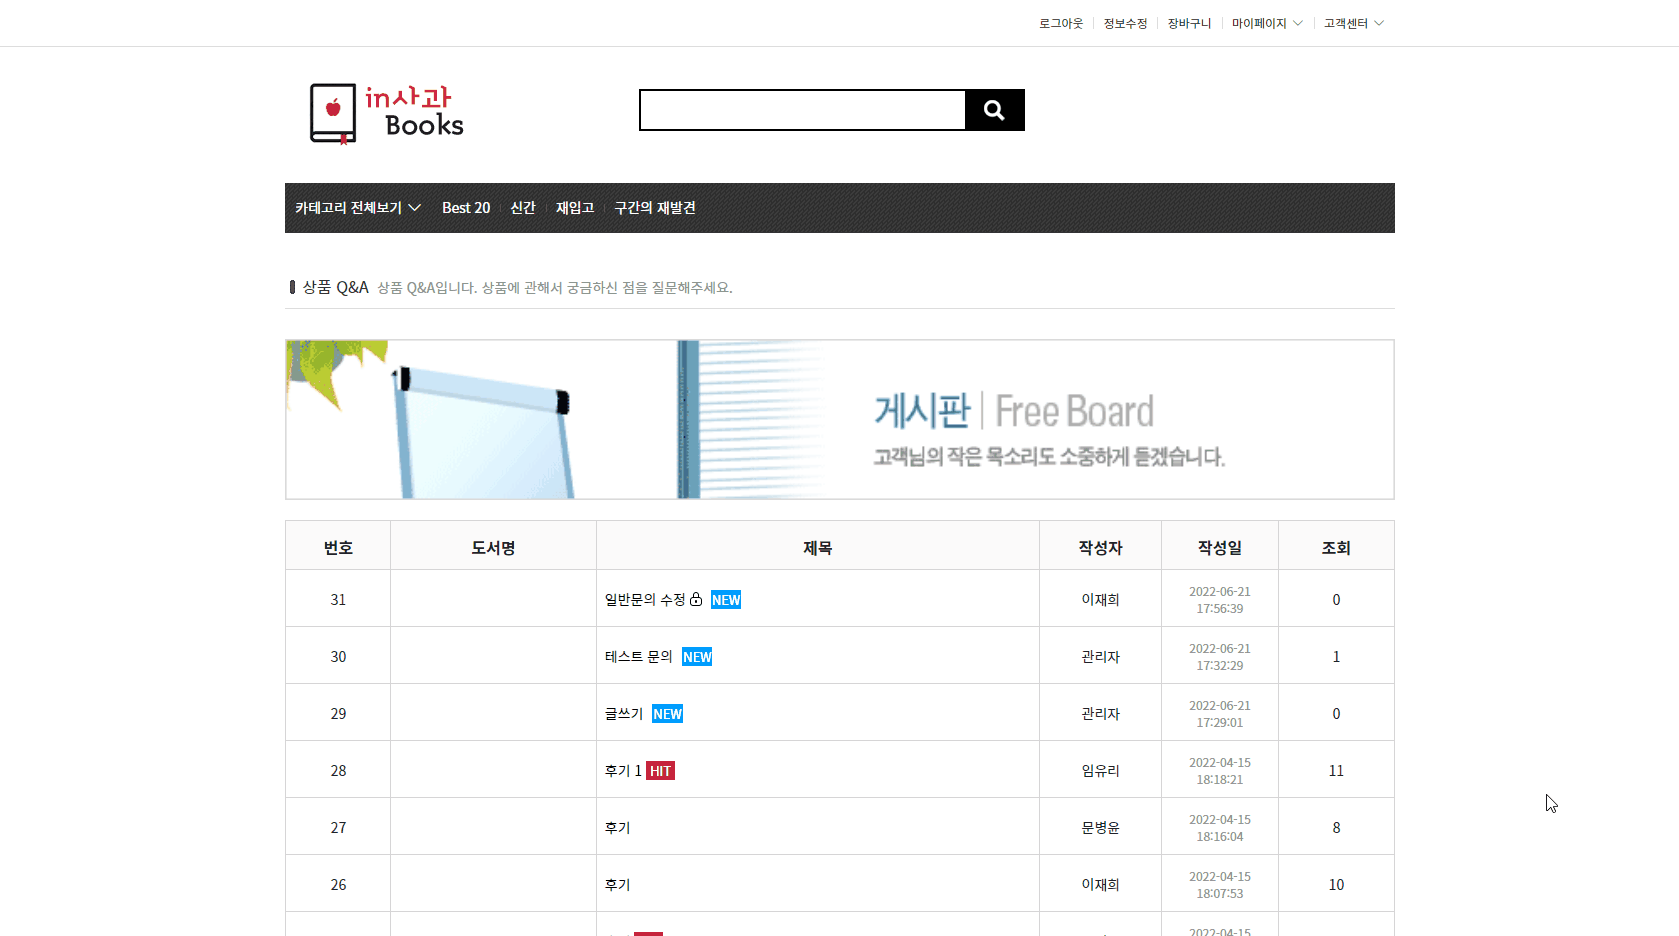 로그아웃 정보수정 장바구니 마이페이지 고객센터
in사과
Books
카테고리 전체보기 Best 20 신간 재입고 구간의 재발견
상품 Q&A 상품 Q&A입니다. 상품에 관해서 궁금하신 점을 질문해주세요.
게시판 Free Board
고객님의 작은 목소리도 소중하게 듣겠습니다.
번호 도서명 제목 작성자 작성일 조회
31 일반문의 수정 NEW 이재희 2022-06-21 17:56:39 0
30 테스트 문의 NEW 관리자 2022-06-21 17:32:29 1
29 글쓰기 NEW 관리자 2022-06-21 17:29:01 0
28 후기 1 HIT 임유리 2022-04-15 18:18:21 11
27 후기 문병윤 2022-04-15 18:16:04 8
26 후기 이재희 2022-04-15 18:07:53 10
2022-04-15